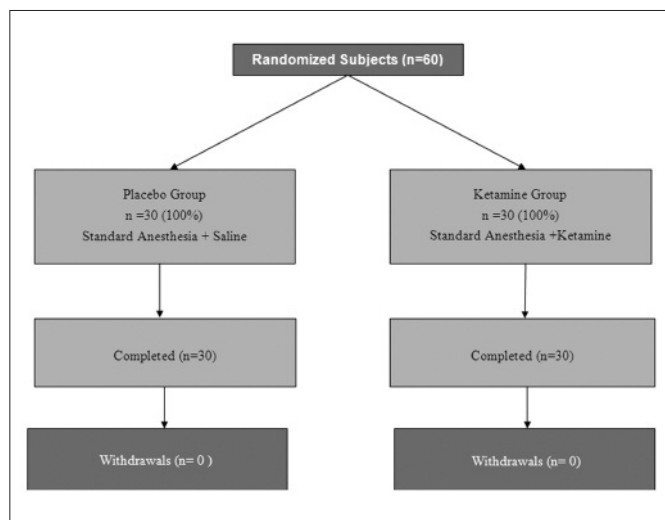 Randomized Subjects (n=60)
Placebo Group
n =30 (100%)
Standard Anesthesia + Saline
Ketamine Group
n =30 (100%)
Standard Anesthesia +Ketamine
Completed (n=30)
Completed (n=30)
Withdrawals (n= 0 )
Withdrawals (n= 0)